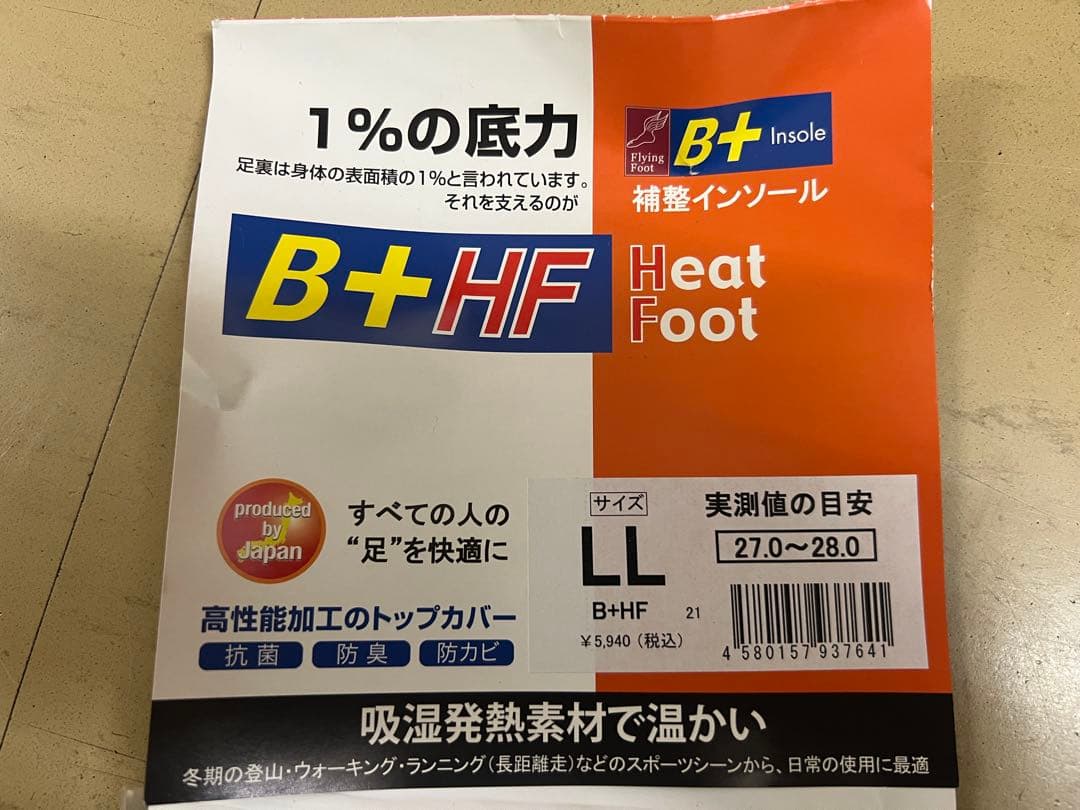 1%の底力
足裏は身体の表面積の1%と言われています。
それを支えるのが
Flying
Foot
B+ Insole
補整インソール
B+HF
Heat
Foot
produced
by
Japan
すべての人の
“足”を快適に
高性能加工のトップカバー
抗菌 防臭 防カビ
サイズ
LL
B+HF 21
¥5,940(税込)
実測値の目安
27.0～28.0
4 580157 937641
吸湿発熱素材で温かい
冬期の登山・ウォーキング・ランニング(長距離走)などのスポーツシーンから、日常の使用に最適